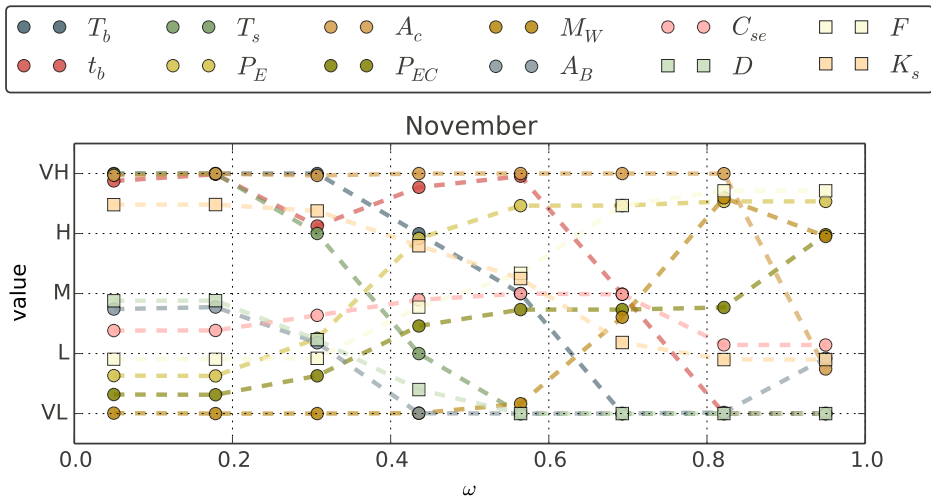 T_b T_s A_c M_W C_se F
t_b P_E P_EC A_B D K_s
November
VH
H
M
L
VL
value
0.0 0.2 0.4 0.6 0.8 1.0
ω